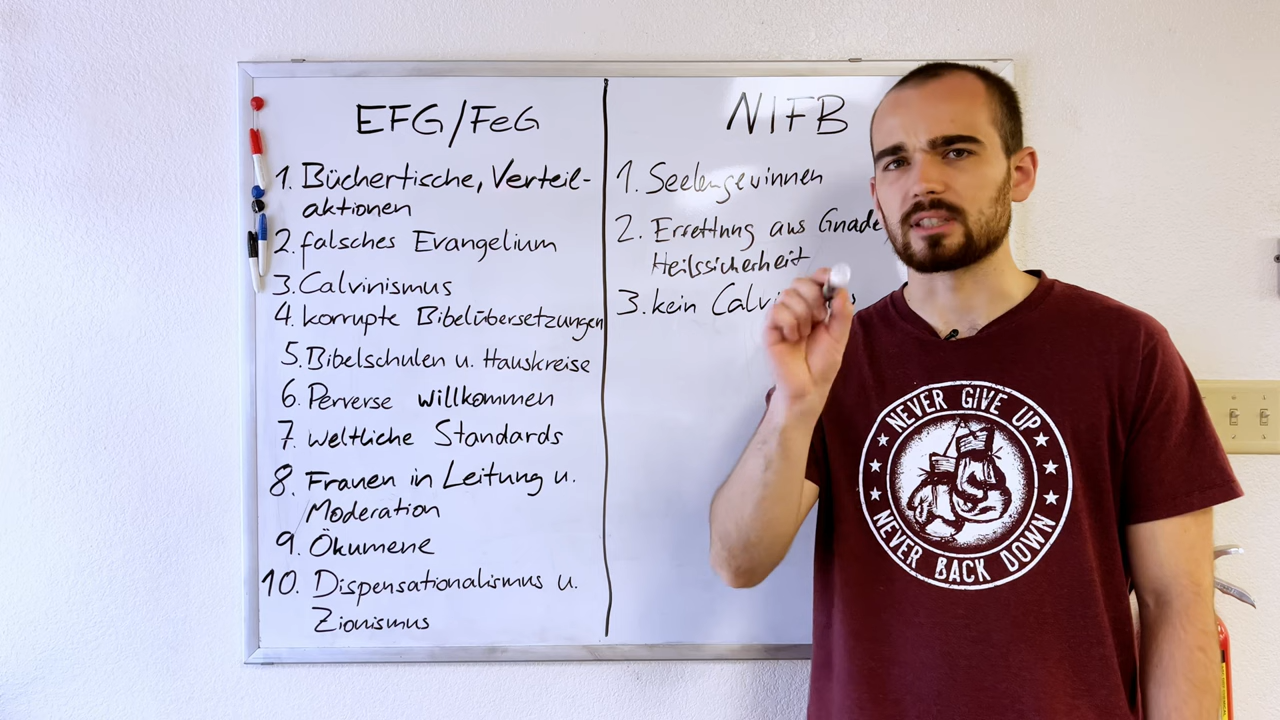 EFG/FeG
1. Büchertische, Verteil-
aktionen
2. falsches Evangelium
3. Calvinismus
4. korrupte Bibelübersetzungen
5. Bibelschulen u. Hauskreise
6. Perverse willkommen
7. weltliche Standards
8. Frauen in Leitung u.
Moderation
9. Ökumene
10. Dispensationalismus u.
Zionismus
NIFB
1. Seelengewinnen
2. Errettung aus Gnade
Heilssicherheit
3. kein
NEVER GIVE UP
NEVER BACK DOWN